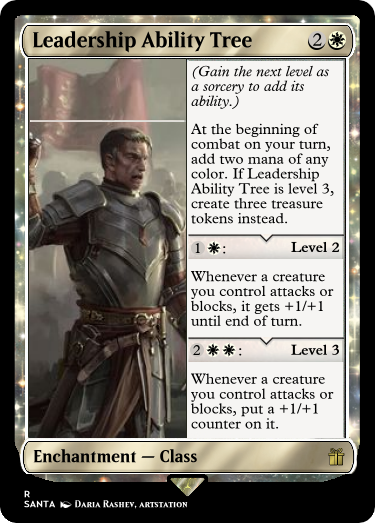 Leadership Ability Tree 2
(Gain the next level as
a sorcery to add its
ability.)
At the beginning of
combat on your turn,
add two mana of any
color. If Leadership
Ability Tree is level 3,
create three treasure
tokens instead.
1 : Level 2
Whenever a creature
you control attacks or
blocks, it gets +1/+1
until end of turn.
2 : Level 3
Whenever a creature
you control attacks or
blocks, put a +1/+1
counter on it.
Enchantment — Class
R
SANTA Daria Rashev, artstation